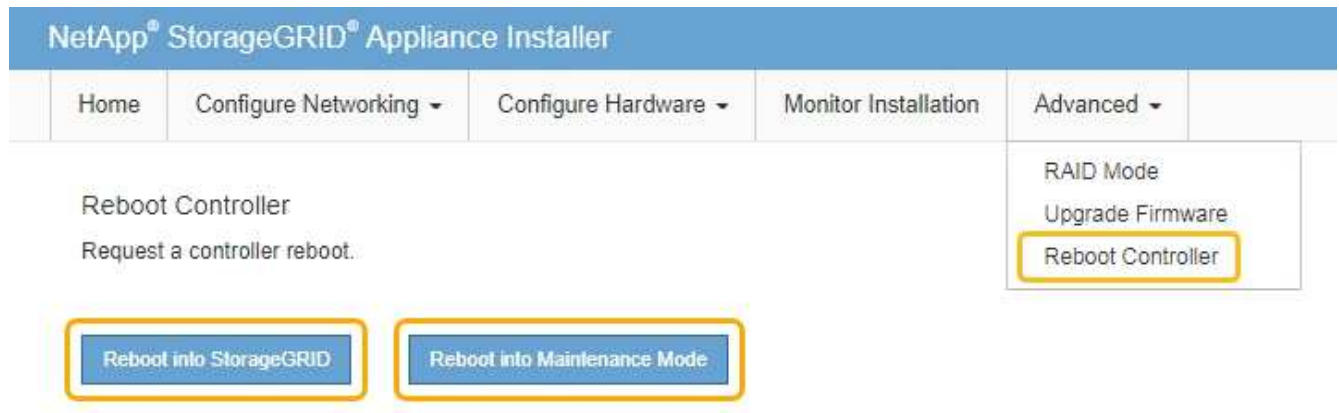 NetApp® StorageGRID® Appliance Installer
Home Configure Networking Configure Hardware Monitor Installation Advanced
RAID Mode
Upgrade Firmware
Reboot Controller
Reboot Controller
Request a controller reboot.
Reboot into StorageGRID Reboot into Maintenance Mode